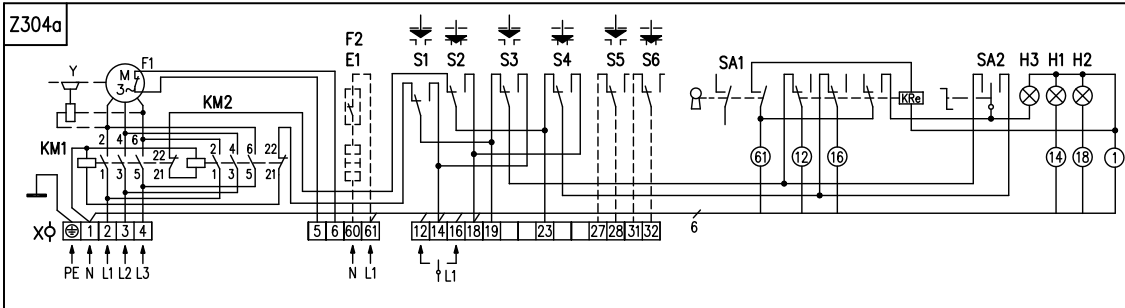 Z304a
F2
E1
S1 S2 S3 S4 S5 S6
SA1
SA2 H3 H1 H2
Y
M
3~
F1
KM2
KRe
KM1
2 4 6
22
2 4 6 22
1 3 5 21
1 3 5 21
61 12 16 14 18 1
X
1 2 3 4
5 6 60 61
12 14 16 18 19 23 27 28 31 32
6
PE N L1 L2 L3
N L1
L1